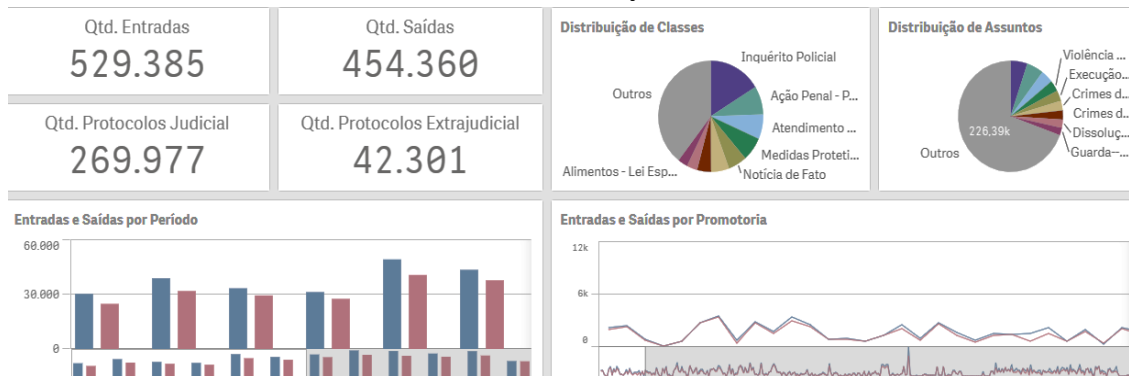 Qtd. Entradas
529.385
Qtd. Saídas
454.360
Qtd. Protocolos Judicial
269.977
Qtd. Protocolos Extrajudicial
42.301
Distribuição de Classes
Inquérito Policial
Outros
Ação Penal - P...
Atendimento ...
Medidas Proteti...
Alimentos - Lei Esp...
Notícia de Fato
Distribuição de Assuntos
Violência ...
Execução...
Crimes d...
Crimes d...
226,39k
Dissoluç...
Outros
Guarda--...
Entradas e Saídas por Período
60.000
30.000
0
Entradas e Saídas por Promotoria
12k
6k
0